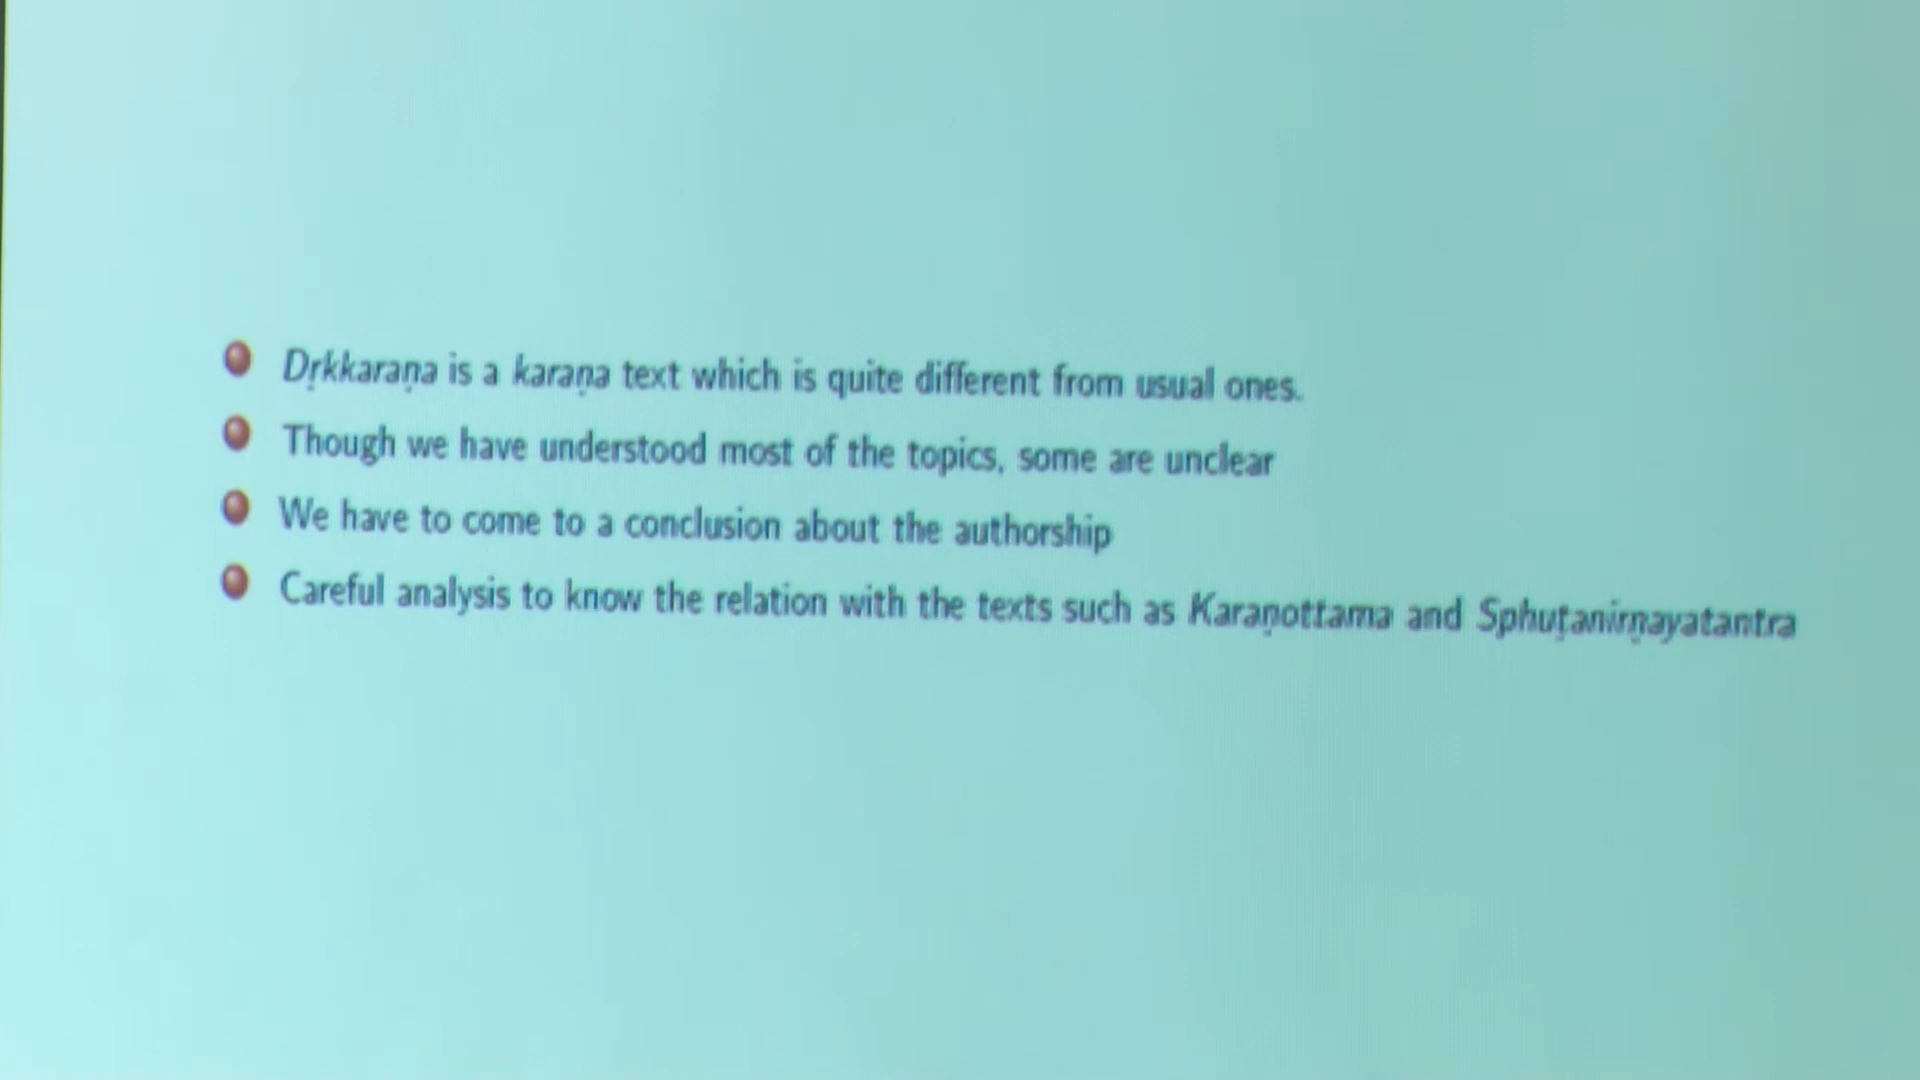 Dṛkkaraṇa is a karaṇa text which is quite different from usual ones.
Though we have understood most of the topics, some are unclear
We have to come to a conclusion about the authorship
Careful analysis to know the relation with the texts such as Karaṇottama and Sphuṭanirṇayatantra